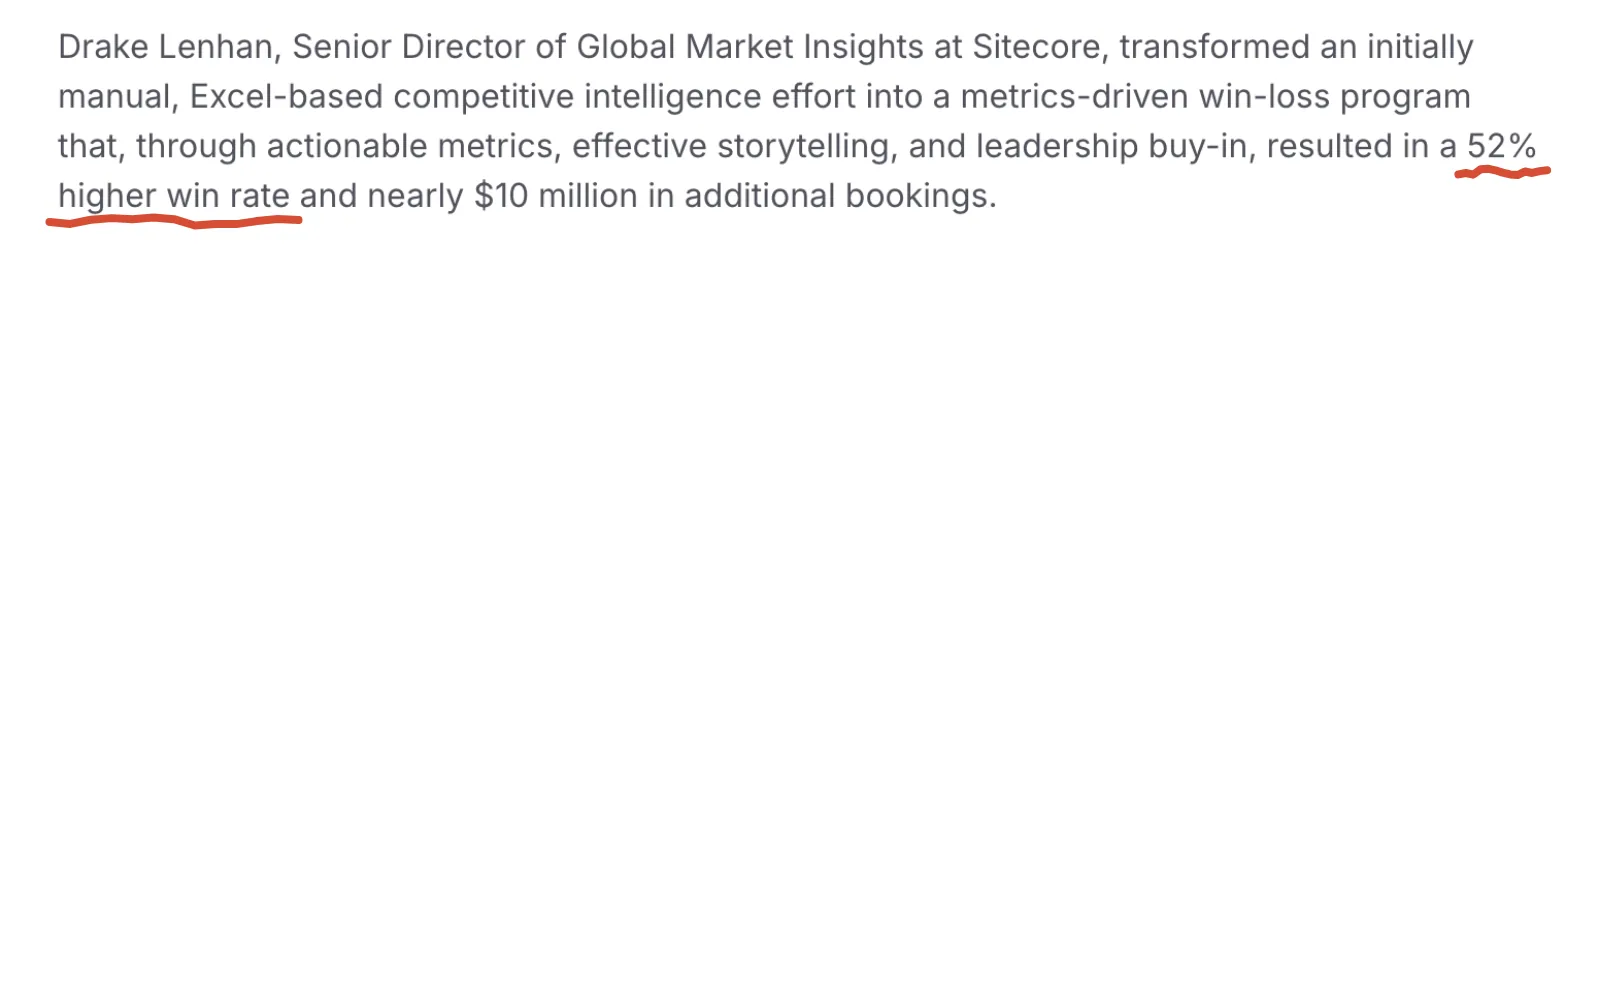 Drake Lenhan, Senior Director of Global Market Insights at Sitecore, transformed an initially
manual, Excel-based competitive intelligence effort into a metrics-driven win-loss program
that, through actionable metrics, effective storytelling, and leadership buy-in, resulted in a 52%
higher win rate and nearly $10 million in additional bookings.